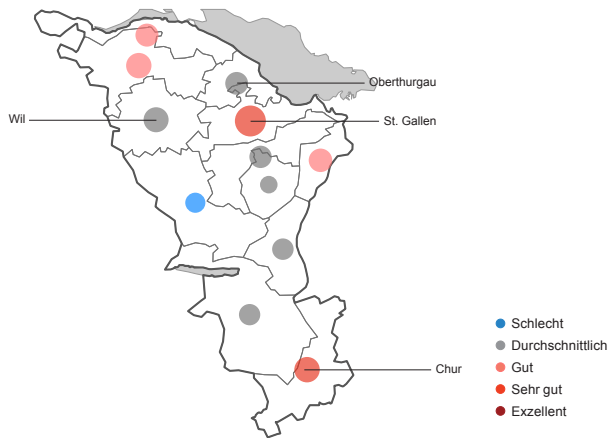 Oberthurgau
Wil
St. Gallen
Chur
Schlecht
Durchschnittlich
Gut
Sehr gut
Exzellent